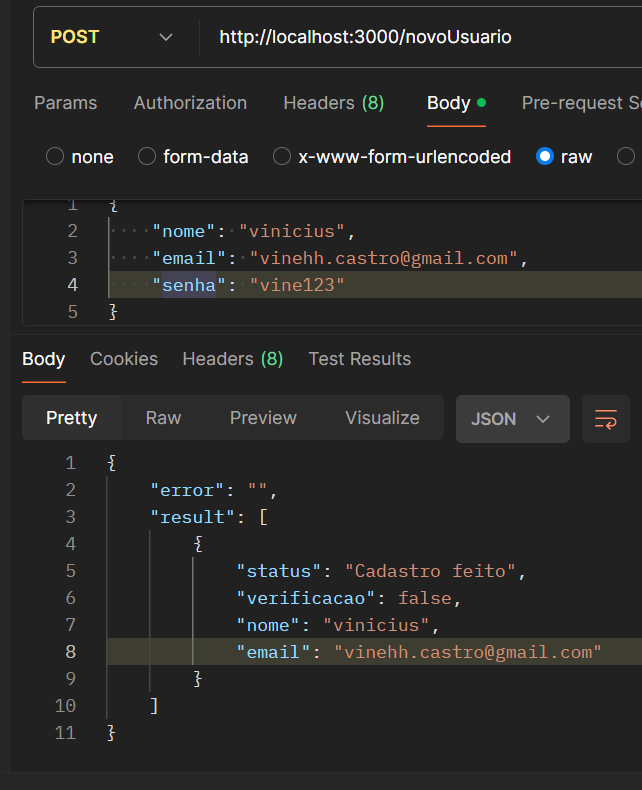 POST http://localhost:3000/novoUsuario
Params Authorization Headers (8) Body Pre-request S
none form-data x-www-form-urlencoded raw
1 {
2 "nome": "vinicius",
3 "email": "vinehh.castro@gmail.com",
4 "senha": "vine123"
5 }
Body Cookies Headers (8) Test Results
Pretty Raw Preview Visualize JSON
1 {
2 "error": "",
3 "result": [
4 {
5 "status": "Cadastro feito",
6 "verificacao": false,
7 "nome": "vinicius",
8 "email": "vinehh.castro@gmail.com"
9 }
10 ]
11 }